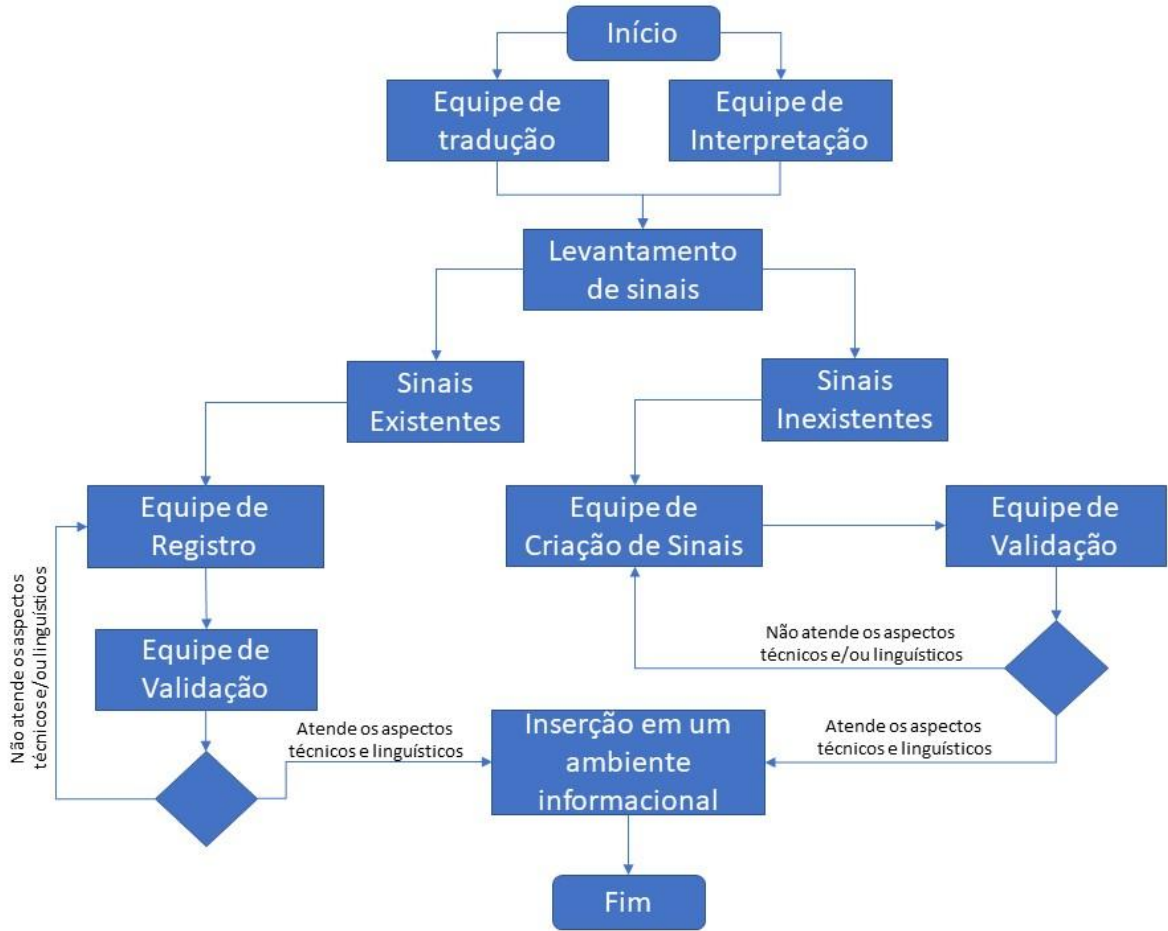 Início
Equipe de
tradução
Equipe de
Interpretação
Levantamento
de sinais
Sinais
Existentes
Sinais
Inexistentes
Equipe de
Registro
Equipe de
Criação de Sinais
Equipe de
Validação
Não atende os aspectos
técnicos e/ou linguísticos
Equipe de
Validação
Não atende os aspectos
técnicos e/ou linguísticos
Atende os aspectos
técnicos e linguísticos
Inserção em um
ambiente
informacional
Atende os aspectos
técnicos e linguísticos
Fim